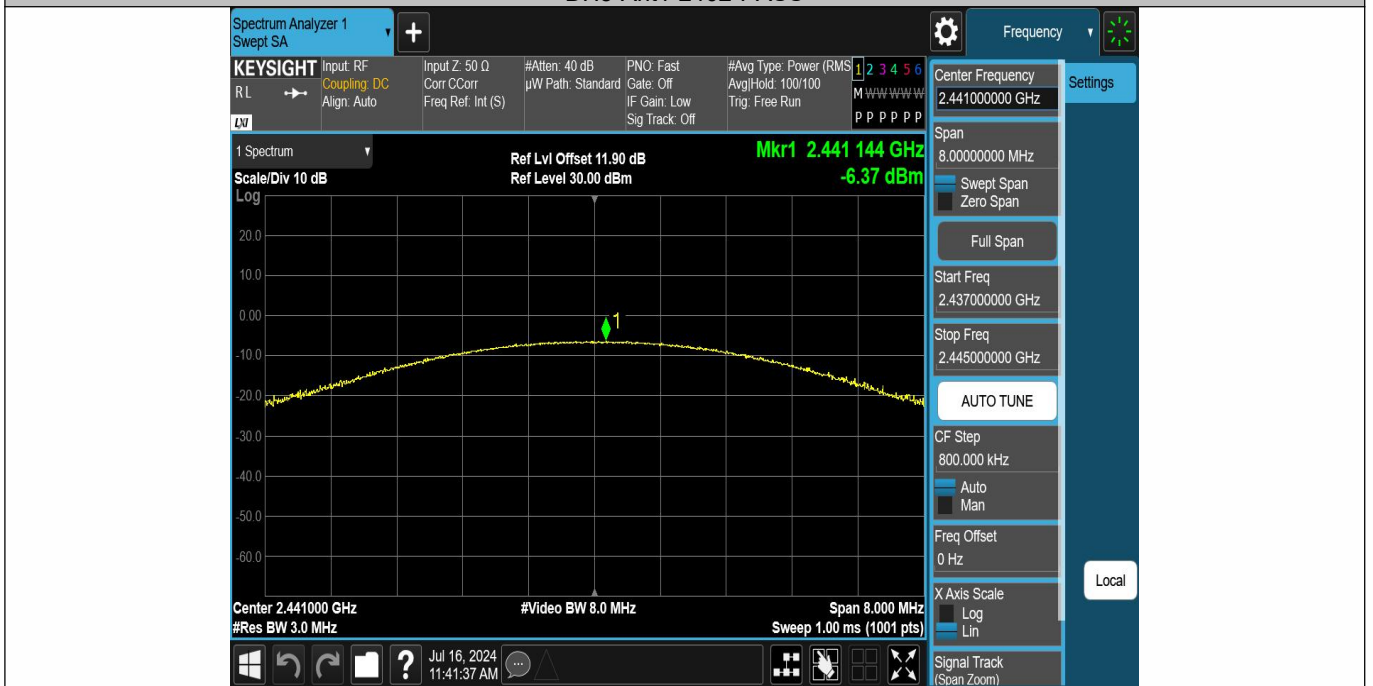 Spectrum Analyzer 1
Swept SA
Frequency
KEYSIGHT
RL
LXI
Input: RF
Coupling: DC
Align: Auto
Input Z: 50 Ω
Corr CCorr
Freq Ref: Int (S)
#Atten: 40 dB
µW Path: Standard
PNO: Fast
Gate: Off
IF Gain: Low
Sig Track: Off
#Avg Type: Power (RMS
Avg|Hold: 100/100
Trig: Free Run
1 2 3 4 5 6
M W W W W W
P P P P P P
1 Spectrum
Scale/Div 10 dB
Ref Lvl Offset 11.90 dB
Ref Level 30.00 dBm
Mkr1 2.441 144 GHz
-6.37 dBm
Log
20.0
10.0
0.00
-10.0
-20.0
-30.0
-40.0
-50.0
-60.0
1
Center 2.441000 GHz
#Video BW 8.0 MHz
Span 8.000 MHz
#Res BW 3.0 MHz
Sweep 1.00 ms (1001 pts)
Center Frequency
2.441000000 GHz
Settings
Span
8.00000000 MHz
Swept Span
Zero Span
Full Span
Start Freq
2.437000000 GHz
Stop Freq
2.445000000 GHz
AUTO TUNE
CF Step
800.000 kHz
Auto
Man
Freq Offset
0 Hz
X Axis Scale
Log
Lin
Local
Signal Track
(Span Zoom)
?
Jul 16, 2024
11:41:37 AM